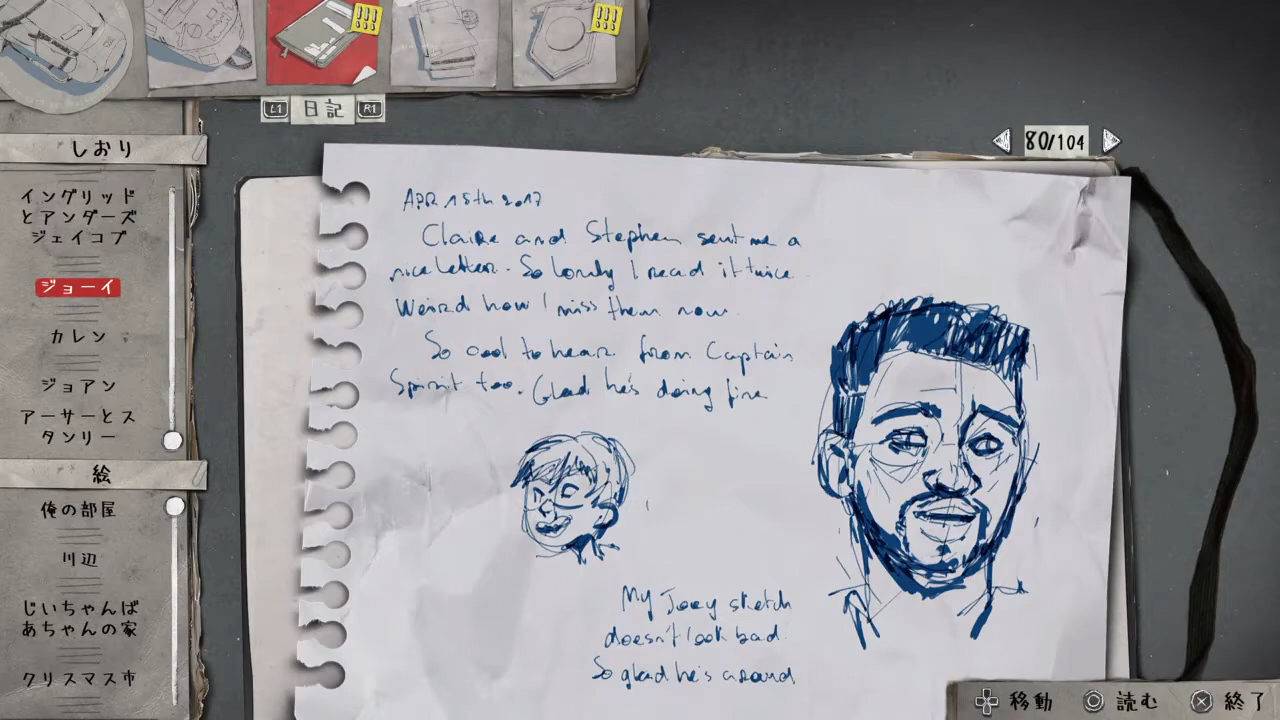 L1 日記 R1
80/104
しおり
イングリッド
とアンダーズ
ジェイコブ
ジョーイ
カレン
ジョアン
アーサーとス
タンリー
絵
俺の部屋
川辺
じいちゃんば
あちゃんの家
クリスマス市
APR 15th 2017
Claire and Stephen sent me a
nice letter. So lovely I read it twice.
Weird how I miss them now.
So cool to hear from Captain
Spirit too. Glad he's doing fine
My Joey sketch
doesn't look bad.
So glad he's around
移動 読む 終了